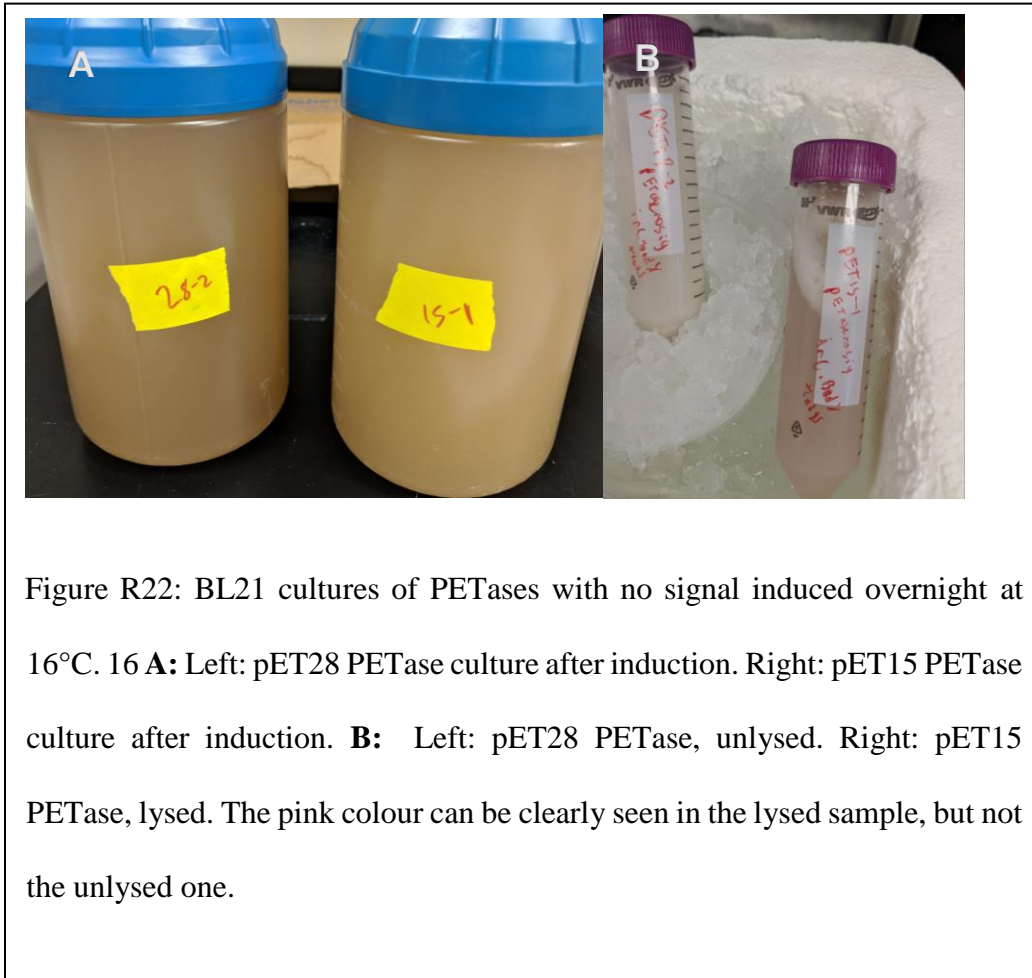 A
B
28-2
15-1
VWR
VWR
PET15-1
Figure R22: BL21 cultures of PETases with no signal induced overnight at
16°C. 16 A: Left: pET28 PETase culture after induction. Right: pET15 PETase
culture after induction. B: Left: pET28 PETase, unlysed. Right: pET15
PETase, lysed. The pink colour can be clearly seen in the lysed sample, but not
the unlysed one.